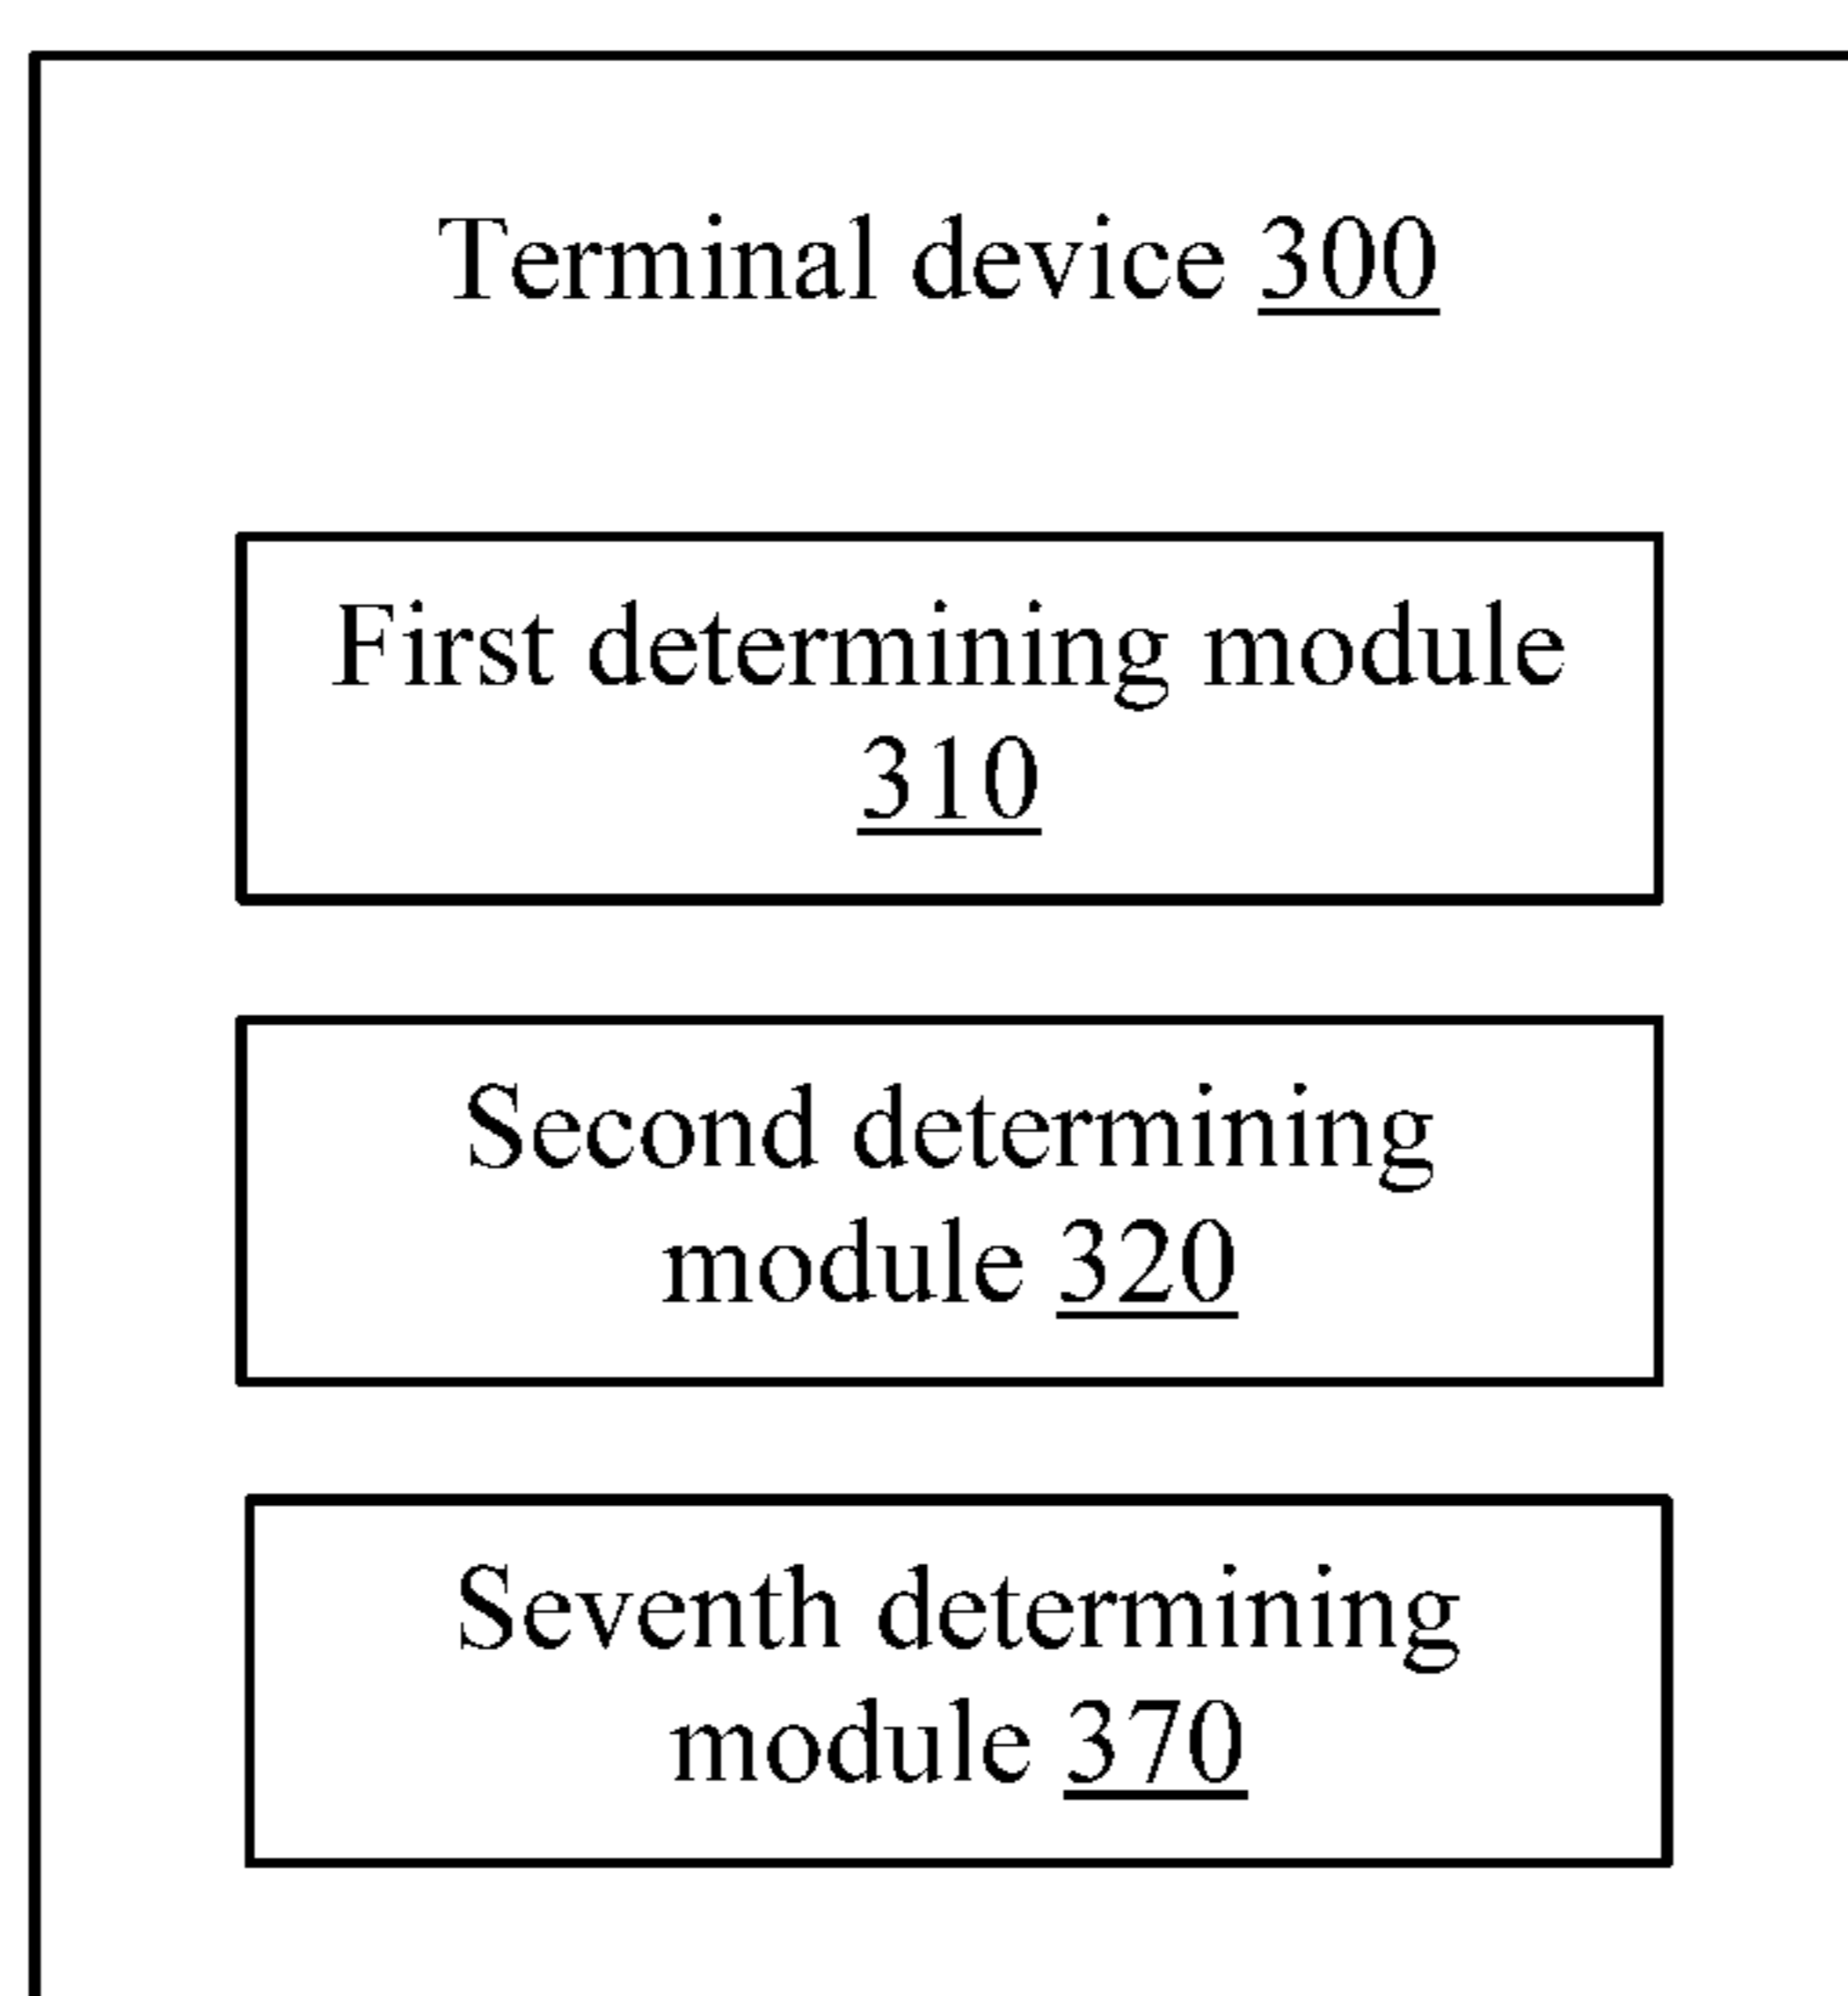 Terminal device 300
First determining module
310
Second determining
module 320
Seventh determining
module 370